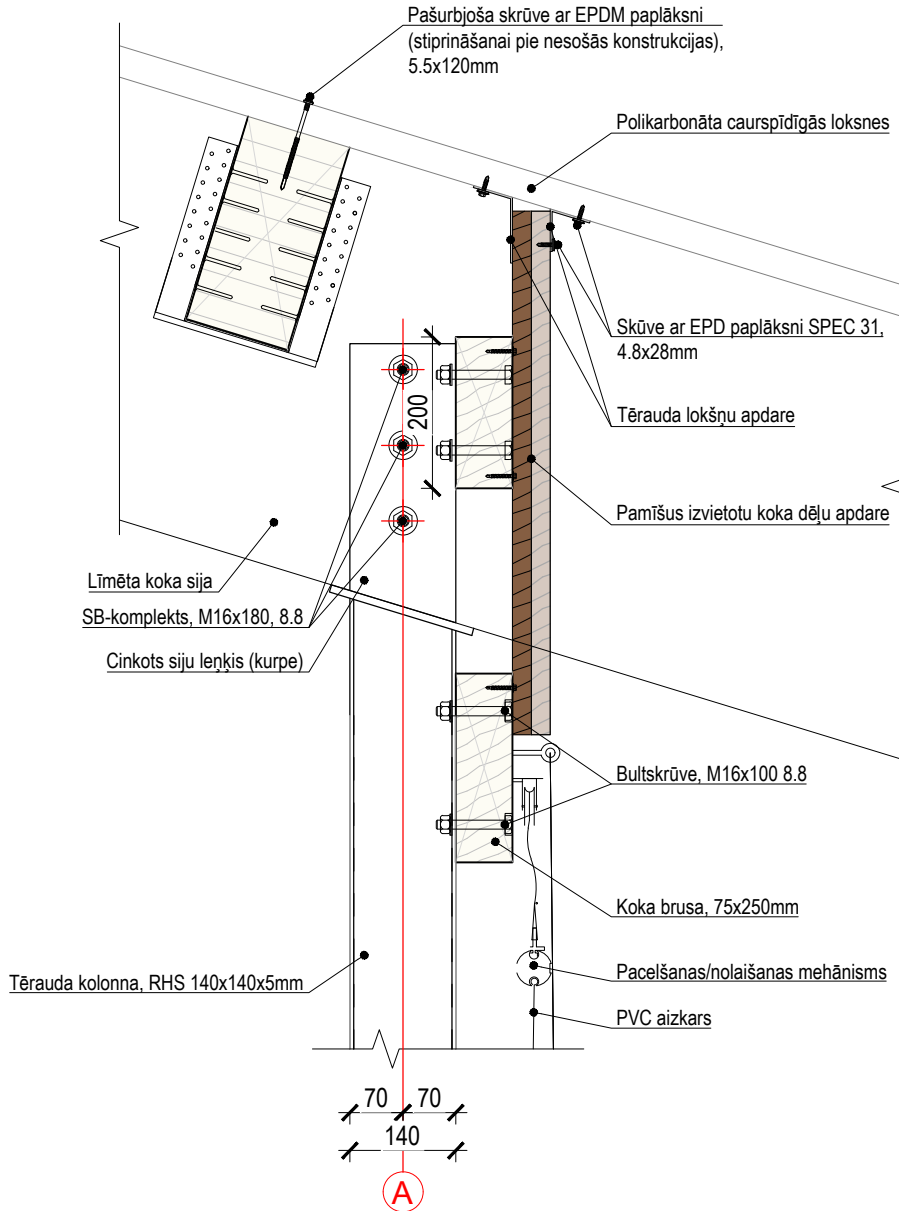 Pašurbjoša skrūve ar EPDM paplāksni
(stiprināšanai pie nesošās konstrukcijas),
5.5x120mm
Polikarbonāta caurspīdīgās loksnes
Skūve ar EPD paplāksni SPEC 31,
4.8x28mm
200
Tērauda lokšņu apdare
Pamīšus izvietotu koka dēļu apdare
Līmēta koka sija
SB-komplekts, M16x180, 8.8
Cinkots siju leņķis (kurpe)
Bultskrūve, M16x100 8.8
Koka brusa, 75x250mm
Tērauda kolonna, RHS 140x140x5mm
Pacelšanas/nolaišanas mehānisms
PVC aizkars
70 70
140
A